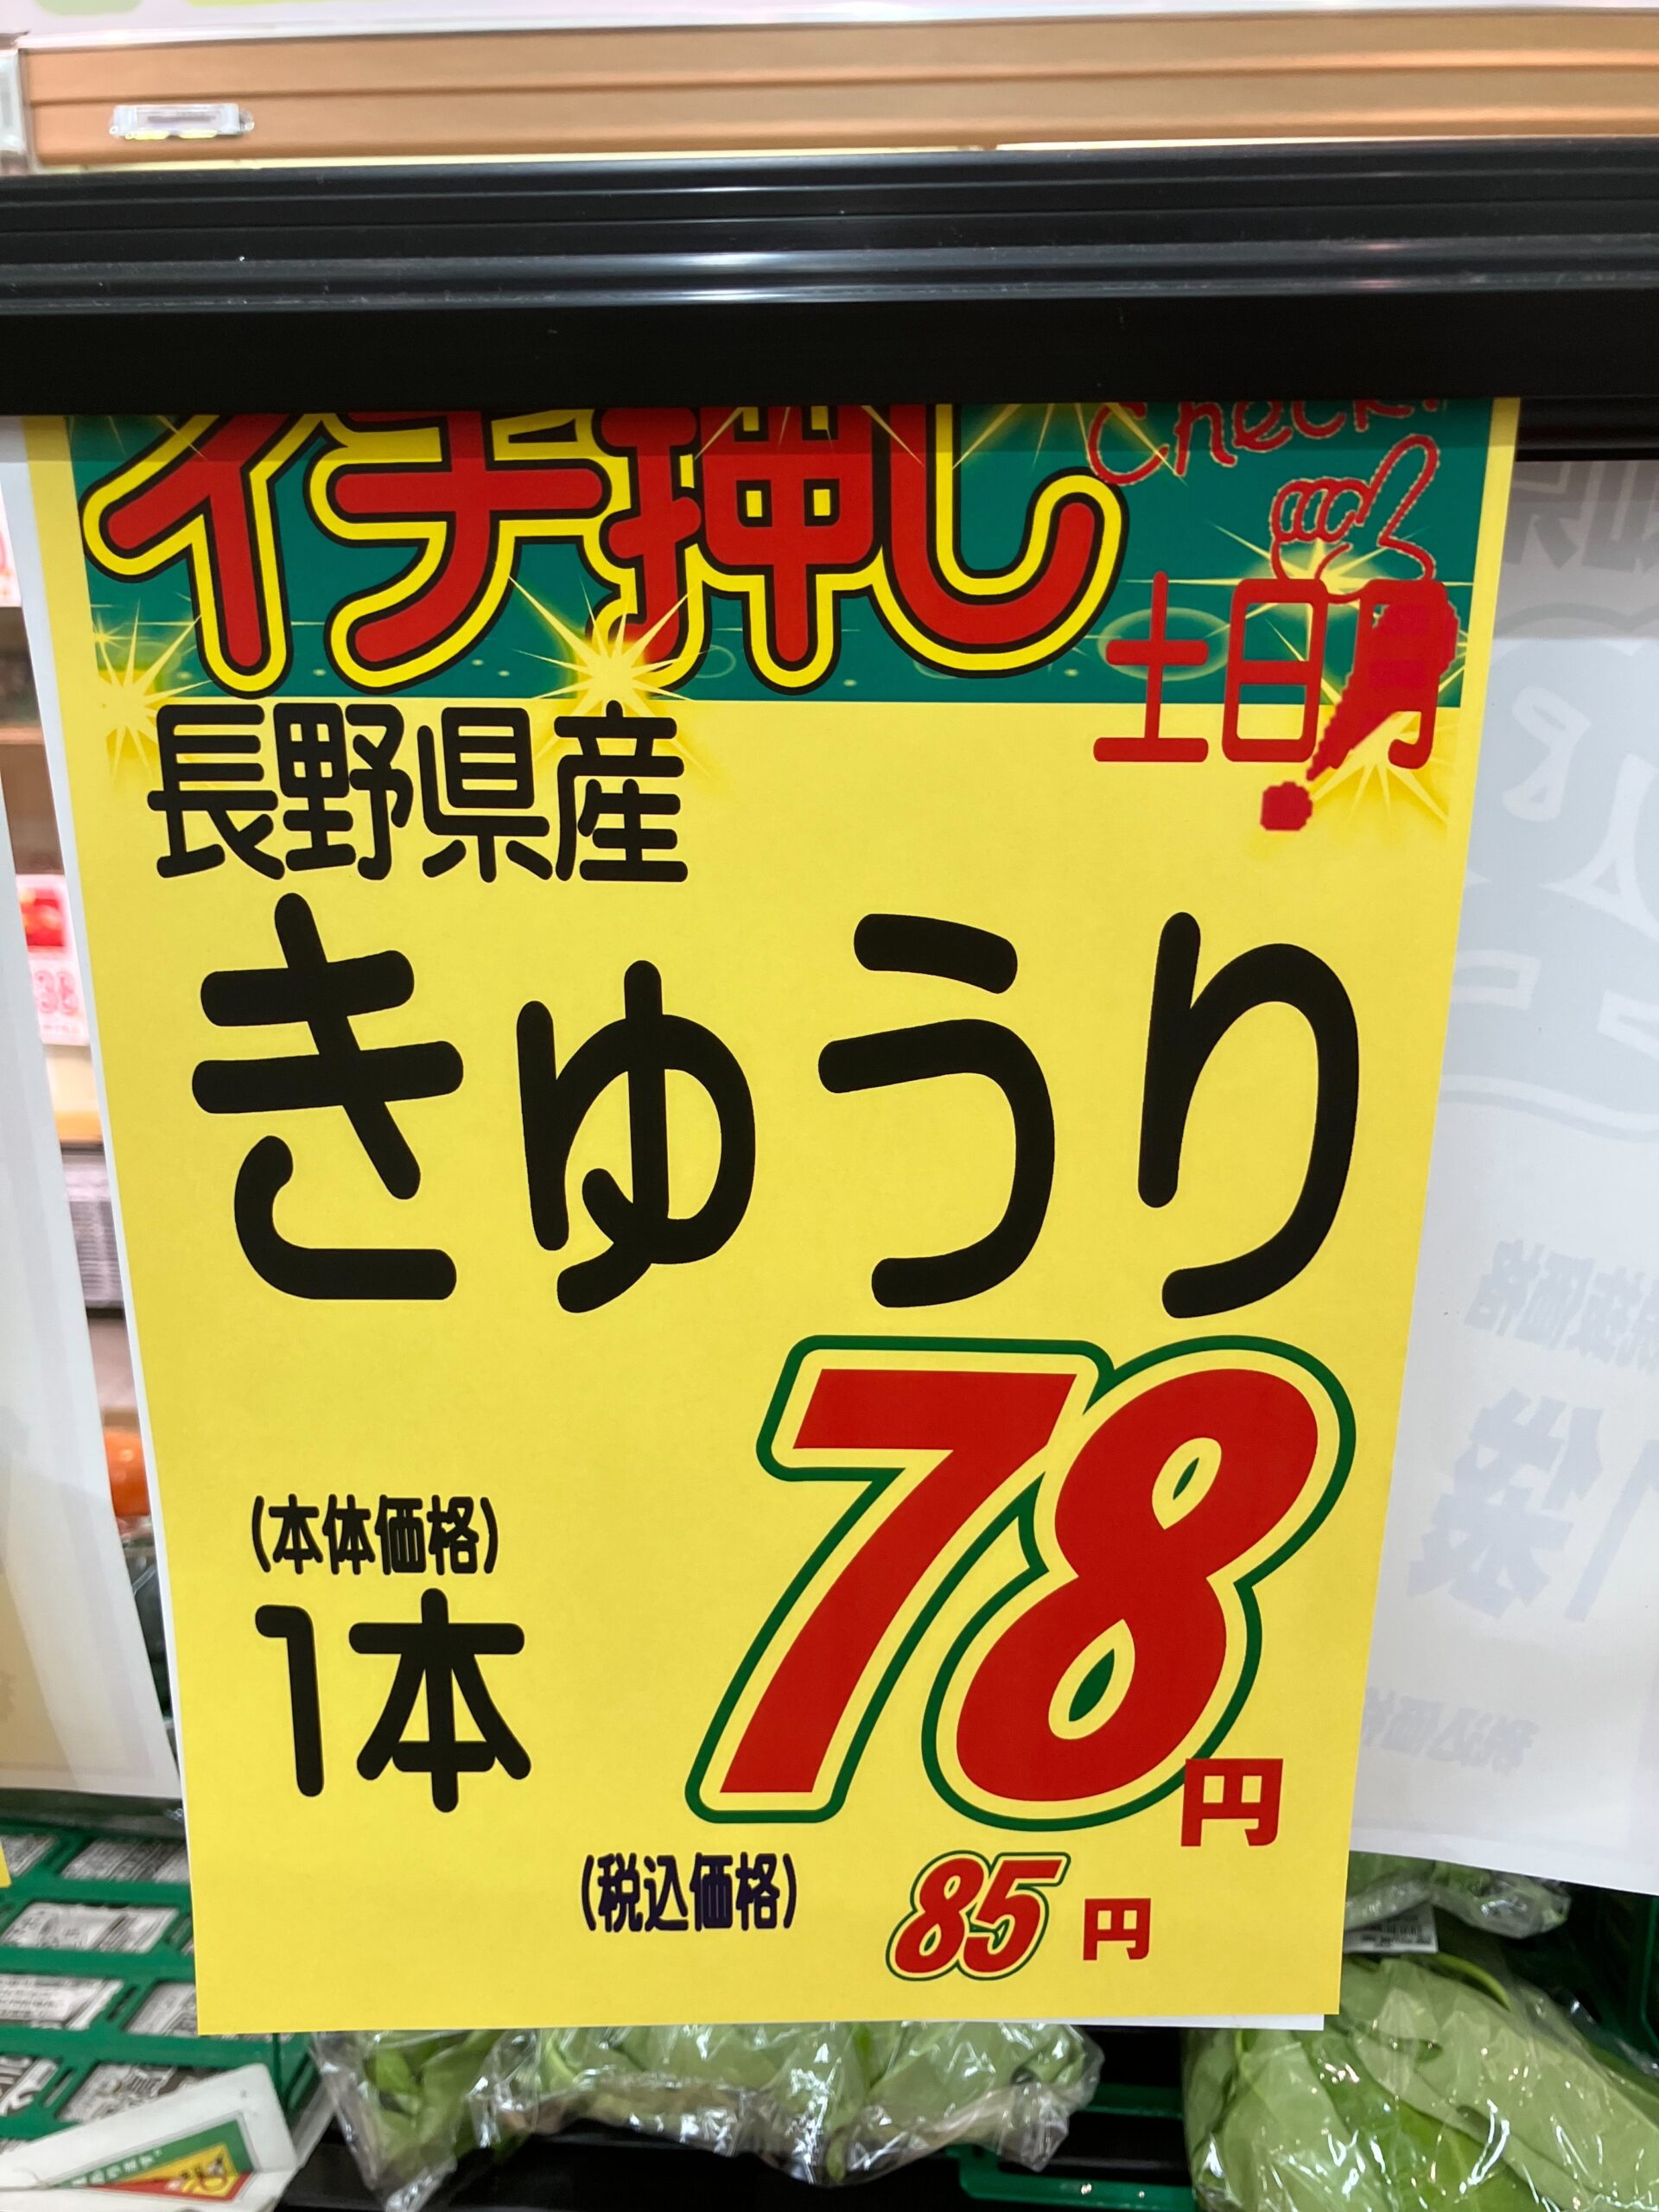 イチ押し
Check!
土日月
長野県産
きゅうり
78円
(本体価格)
1本
(税込価格) 85円